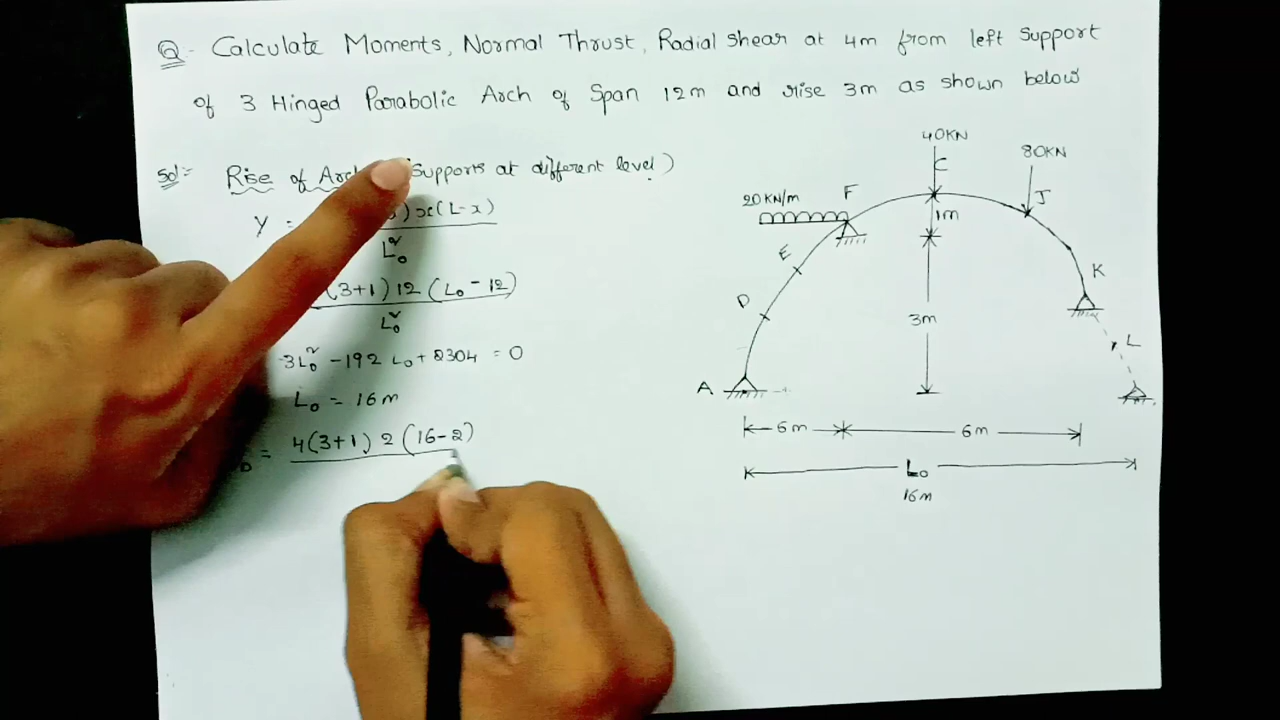 Q. Calculate Moments, Normal Thrust, Radial Shear at 4m from left Support
of 3 Hinged Parabolic Arch of Span 12m and rise 3m as shown below
Sol:- Rise of Arch Supports at different level)
Y = ) x(L-x)
L₀²
(3+1) 12 (L₀ - 12)
L₀²
3L₀² - 192 L₀ + 2304 = 0
L₀ = 16m
= 4(3+1) 2 (16-2)
40KN
C
80KN
J
20 KN/m
F
1m
E
K
D
3m
L
A
6m
6m
L₀
16m